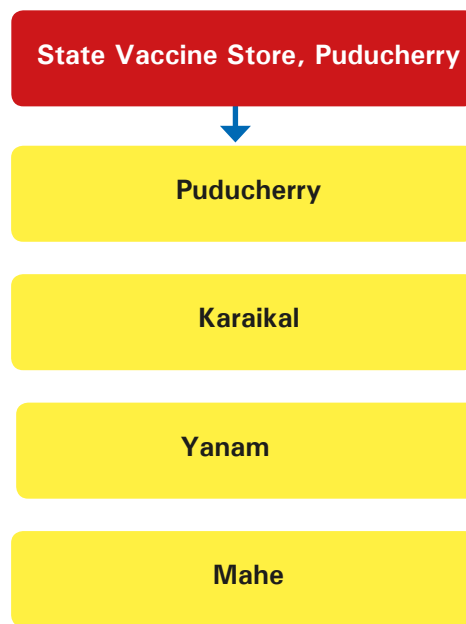 State Vaccine Store, Puducherry
Puducherry
Karaikal
Yanam
Mahe